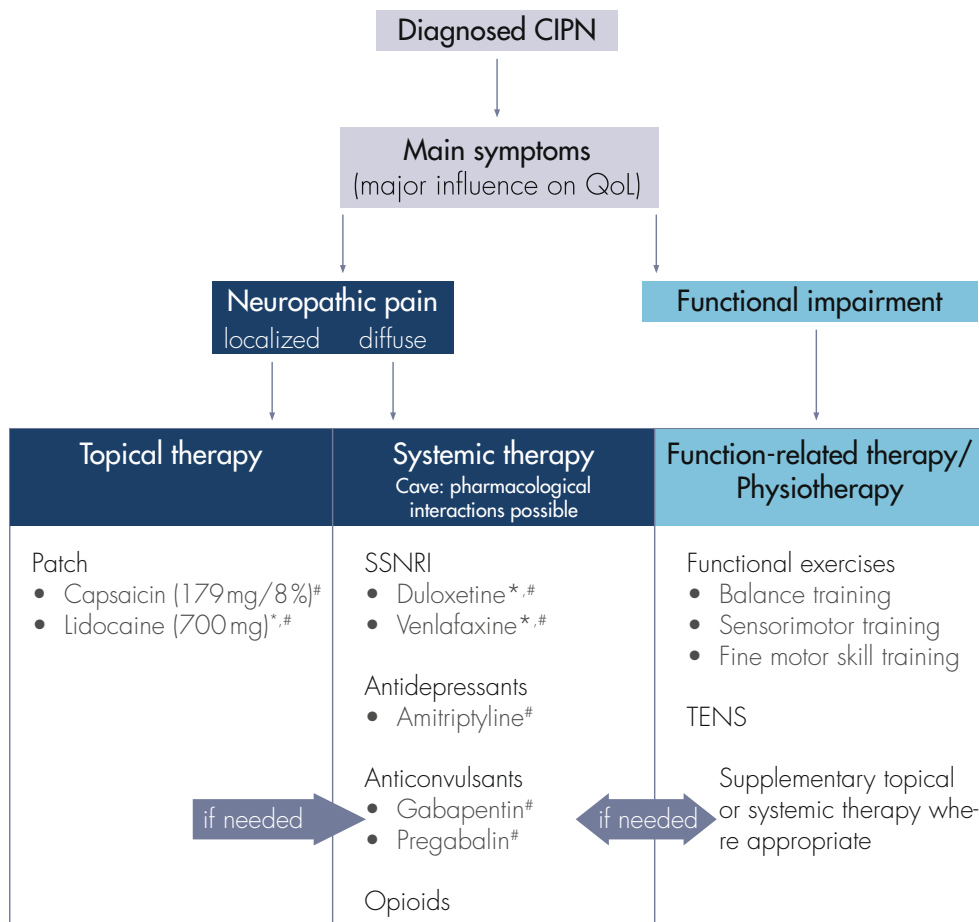 Diagnosed CIPN
Main symptoms
(major influence on QoL)
Neuropathic pain
localized diffuse
Functional impairment
Topical therapy
Systemic therapy
Cave: pharmacological
interactions possible
Function-related therapy/
Physiotherapy
Patch
• Capsaicin (179 mg/8 %)#
• Lidocaine (700 mg)*,#
if needed
SSNRI
• Duloxetine*,#
• Venlafaxine*,#
Antidepressants
• Amitriptyline#
Anticonvulsants
• Gabapentin#
• Pregabalin#
Opioids
if needed
Functional exercises
• Balance training
• Sensorimotor training
• Fine motor skill training
TENS
Supplementary topical
or systemic therapy whe-
re appropriate